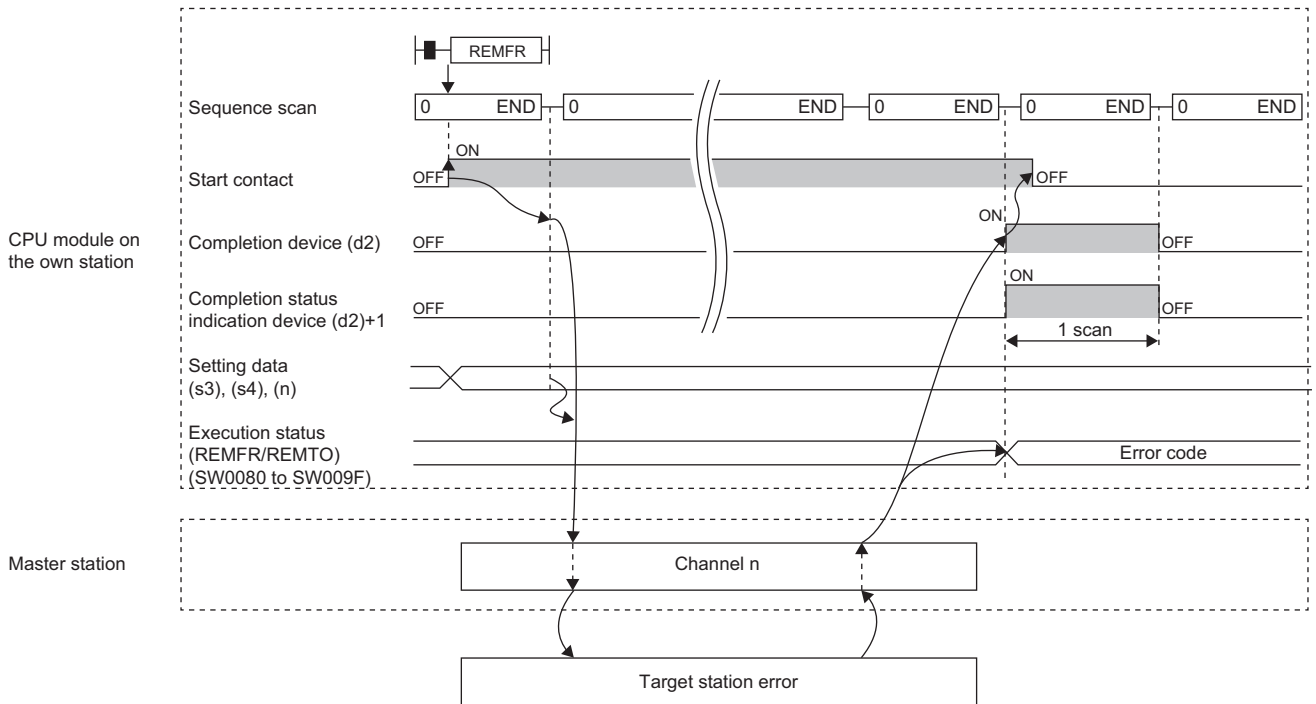 REMFR
Sequence scan
0 END 0 END 0 END 0 END 0 END
ON
Start contact
OFF
OFF
CPU module on
the own station
ON
Completion device (d2)
OFF
OFF
ON
Completion status
indication device (d2)+1
OFF
OFF
1 scan
Setting data
(s3), (s4), (n)
Execution status
(REMFR/REMTO)
(SW0080 to SW009F)
Error code
Master station
Channel n
Target station error